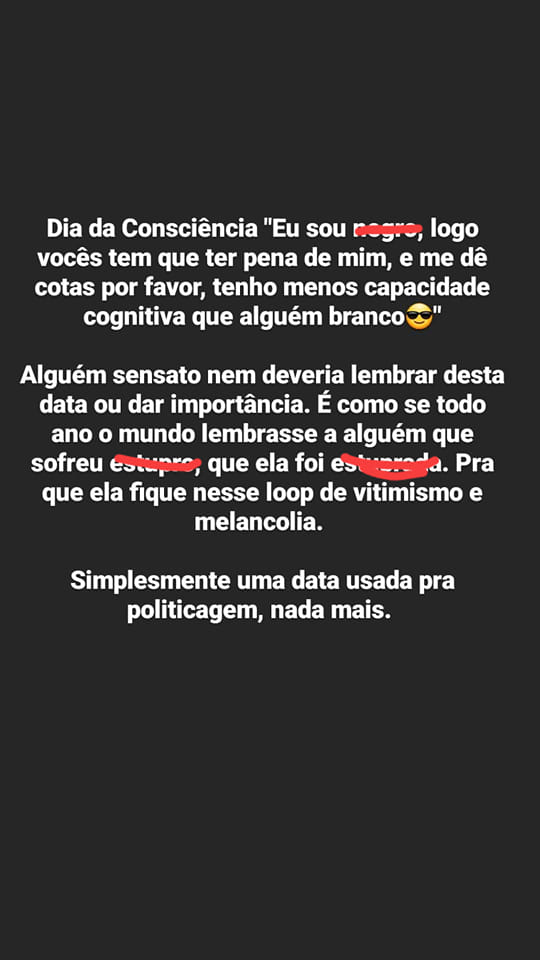 Dia da Consciência "Eu sou negro, logo
vocês tem que ter pena de mim, e me dê
cotas por favor, tenho menos capacidade
cognitiva que alguém branco😎"
Alguém sensato nem deveria lembrar desta
data ou dar importância. É como se todo
ano o mundo lembrasse a alguém que
sofreu estupro, que ela foi estuprada. Pra
que ela fique nesse loop de vitimismo e
melancolia.
Simplesmente uma data usada pra
politicagem, nada mais.